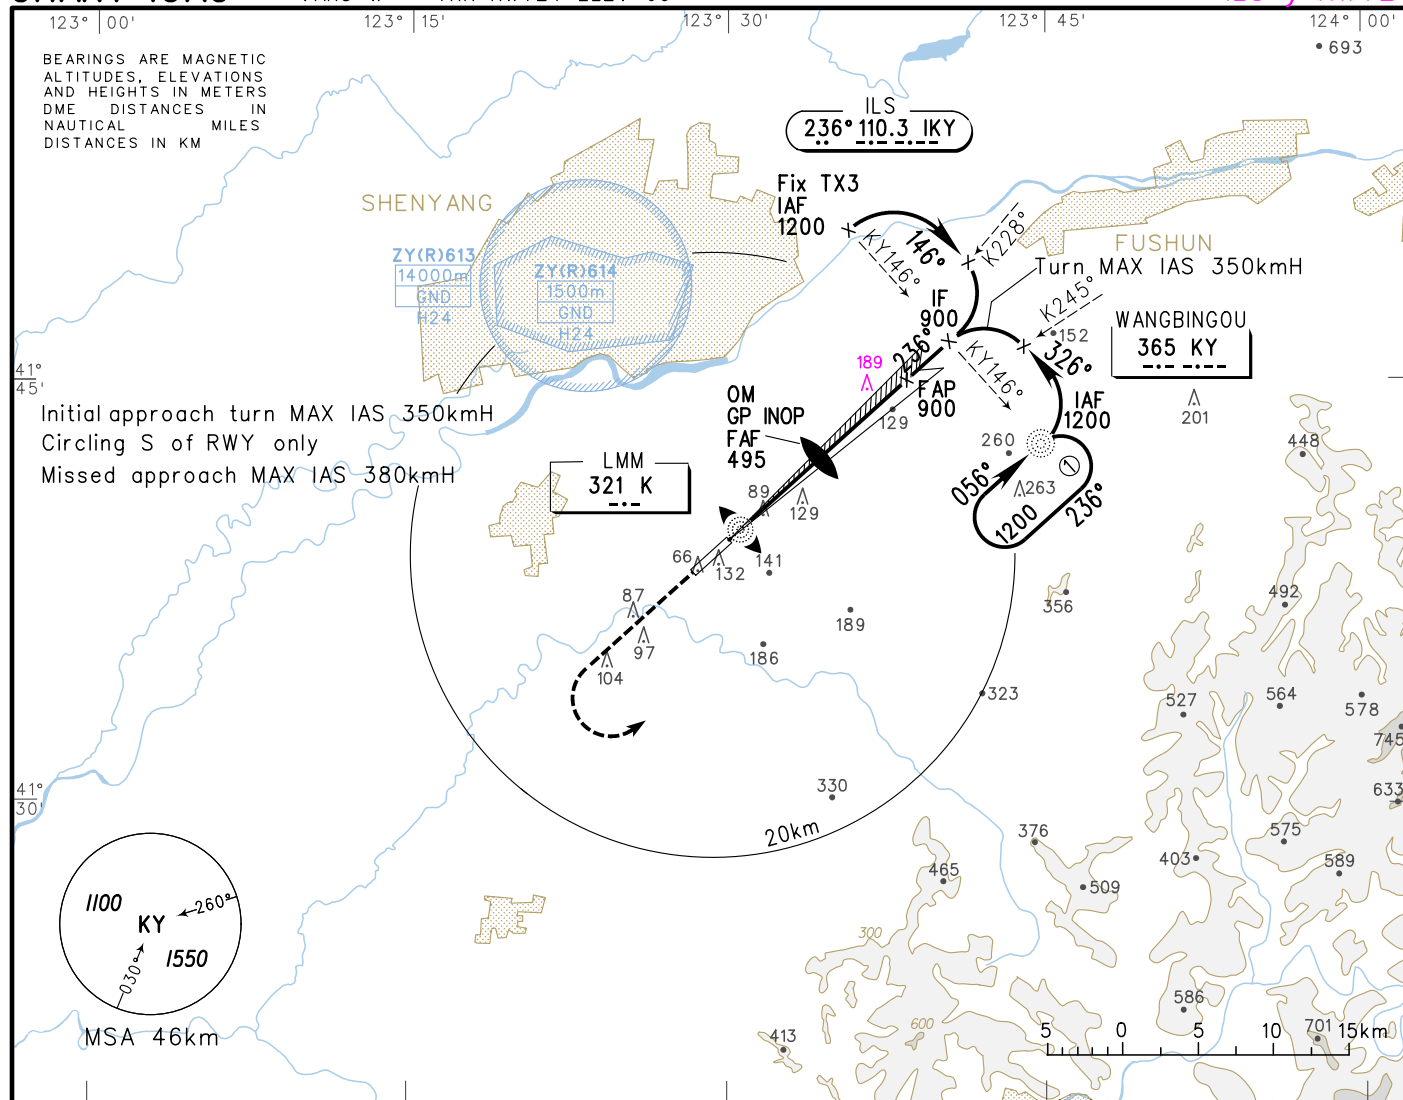 123° 00'
123° 15'
123° 30'
123° 45'
124° 00'
693
BEARINGS ARE MAGNETIC
ALTITUDES, ELEVATIONS
AND HEIGHTS IN METERS
DME DISTANCES IN
NAUTICAL MILES
DISTANCES IN KM
ILS
236° 110.3 IKY
SHENYANG
Fix TX3
IAF
1200
KY146°
146°
K228°
FUSHUN
Turn MAX IAS 350kmH
ZY(R)613
14000m
GND
H24
ZY(R)614
1500m
GND
H24
IF
900
K245°
152
WANGBINGOU
365 KY
236°
KY146°
326°
189
41°
45'
FAP
900
IAF
1200
201
129
OM
GP INOP
FAF
495
Initial approach turn MAX IAS 350kmH
Circling S of RWY only
Missed approach MAX IAS 380kmH
260
448
LMM
321 K
056°
1
263
1200
236°
89
129
66
132
141
87
97
104
189
186
356
492
323
527
564
578
745
41°
30'
330
633
20km
376
575
403
589
465
509
1100
KY
260°
1550
030°
MSA 46km
300
600
586
413
701
5 0 5 10 15km